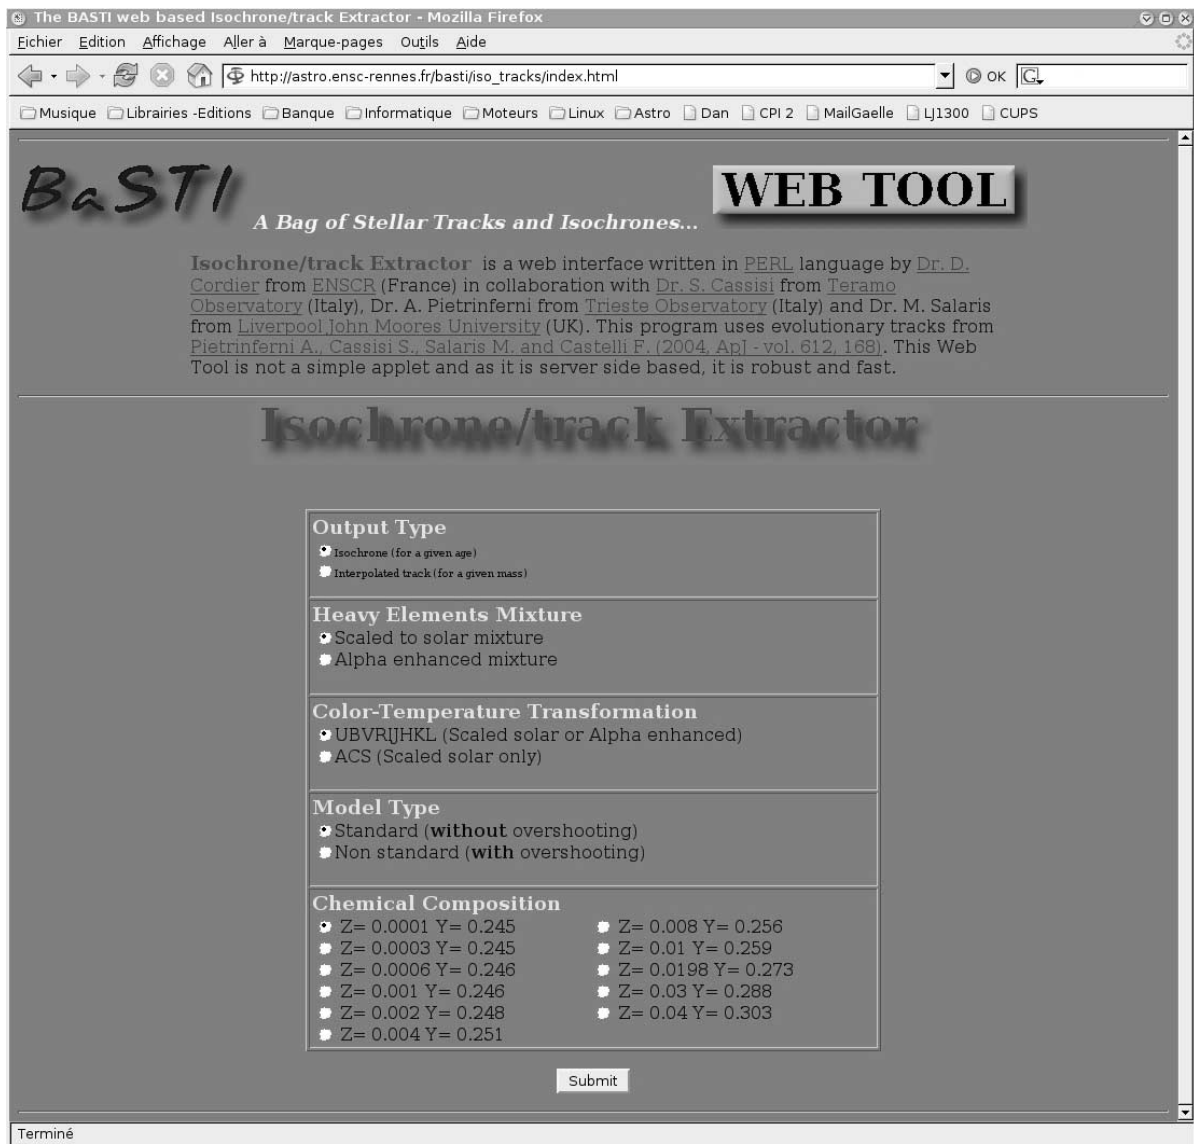 The BASTI web based Isochrone/track Extractor - Mozilla Firefox
Fichier Edition Affichage Aller à Marque-pages Outils Aide
http://astro.ensc-rennes.fr/basti/iso_tracks/index.html OK G
Musique Librairies -Editions Banque Informatique Moteurs Linux Astro Dan CPI 2 MailGaelle LJ1300 CUPS
BaSTI A Bag of Stellar Tracks and Isochrones... WEB TOOL
Isochrone/track Extractor is a web interface written in PERL language by Dr. D.
Cordier from ENSCR (France) in collaboration with Dr. S. Cassisi from Teramo
Observatory (Italy), Dr. A. Pietrinferni from Trieste Observatory (Italy) and Dr. M. Salaris
from Liverpool John Moores University (UK). This program uses evolutionary tracks from
Pietrinferni A., Cassisi S., Salaris M. and Castelli F. (2004, ApJ - vol. 612, 168). This Web
Tool is not a simple applet and as it is server side based, it is robust and fast.
Isochrone/track Extractor
Output Type
Isochrone (for a given age)
Interpolated track (for a given mass)
Heavy Elements Mixture
Scaled to solar mixture
Alpha enhanced mixture
Color-Temperature Transformation
UBVRIJHKL (Scaled solar or Alpha enhanced)
ACS (Scaled solar only)
Model Type
Standard (without overshooting)
Non standard (with overshooting)
Chemical Composition
Z= 0.0001 Y= 0.245 Z= 0.008 Y= 0.256
Z= 0.0003 Y= 0.245 Z= 0.01 Y= 0.259
Z= 0.0006 Y= 0.246 Z= 0.0198 Y= 0.273
Z= 0.001 Y= 0.246 Z= 0.03 Y= 0.288
Z= 0.002 Y= 0.248 Z= 0.04 Y= 0.303
Z= 0.004 Y= 0.251
Submit
Terminé